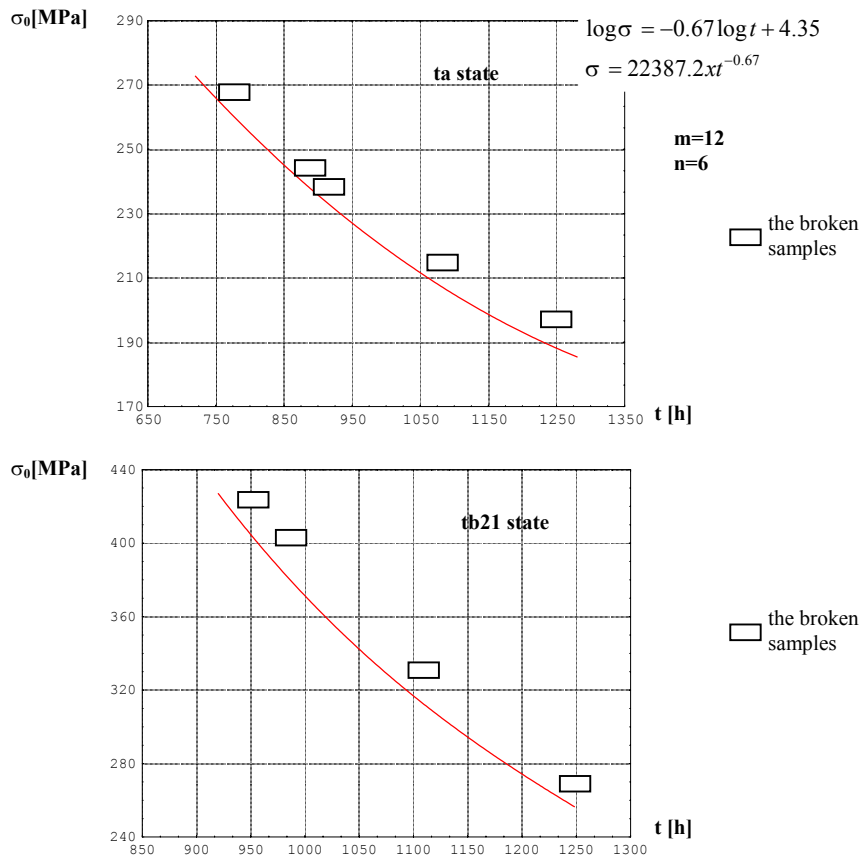 σ₀[MPa]
290
270
250
230
210
190
170
650 750 850 950 1050 1150 1250 1350
t [h]
ta state
logσ = −0.67 log t + 4.35
σ = 22387.2xt^−0.67
m=12
n=6
the broken
samples
σ₀[MPa]
440
400
360
320
280
240
850 900 950 1000 1050 1100 1150 1200 1250 1300
t [h]
tb21 state
the broken
samples